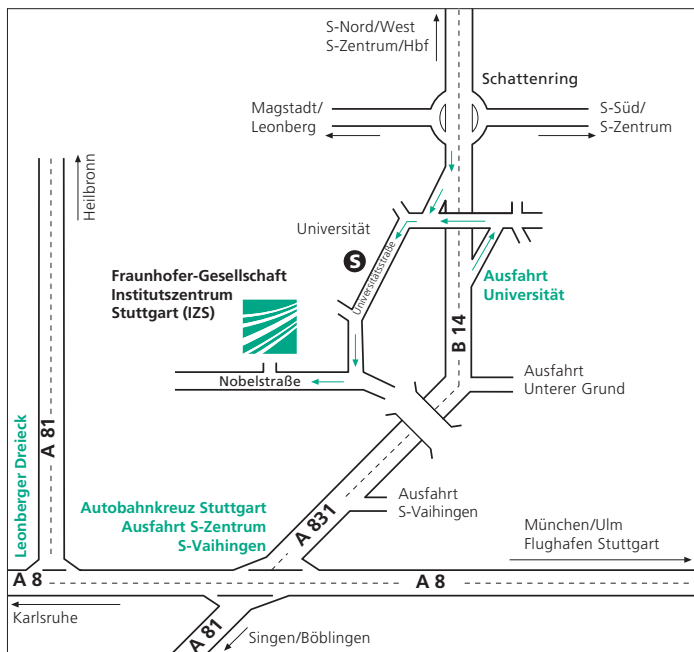 S-Nord/West
S-Zentrum/Hbf
Schattenring
Magstadt/
Leonberg
S-Süd/
S-Zentrum
Heilbronn
Universität
S
Universitätsstraße
Fraunhofer-Gesellschaft
Institutszentrum
Stuttgart (IZS)
Ausfahrt
Universität
B 14
Nobelstraße
Ausfahrt
Unterer Grund
Leonberger Dreieck
A 81
Autobahnkreuz Stuttgart
Ausfahrt S-Zentrum
S-Vaihingen
A 831
Ausfahrt
S-Vaihingen
München/Ulm
Flughafen Stuttgart
A 8
A 8
Karlsruhe
A 81
Singen/Böblingen